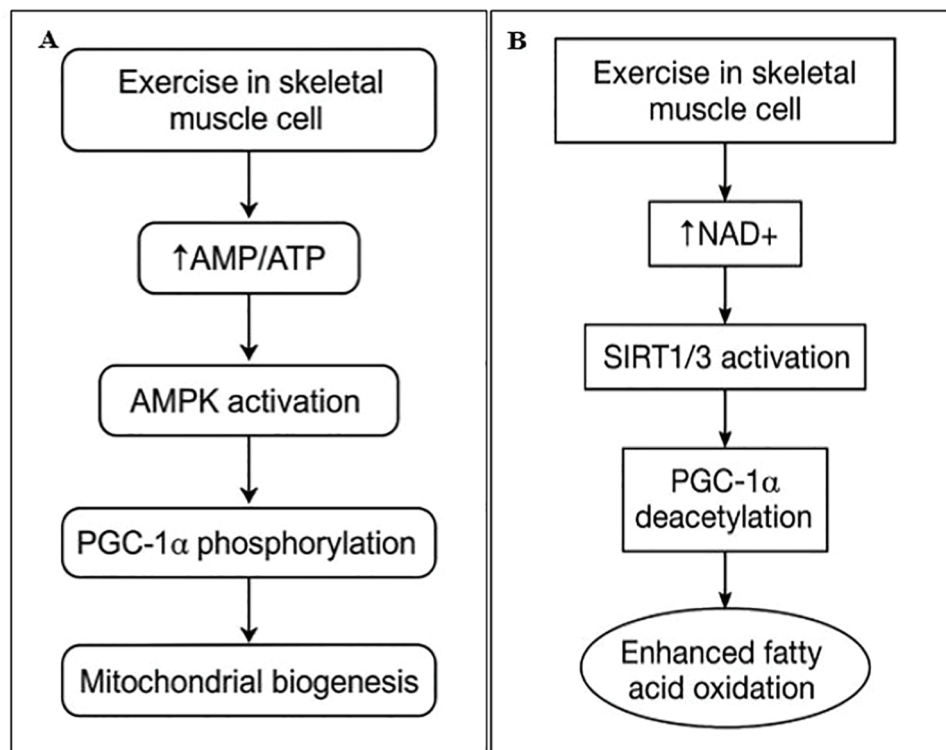 A
Exercise in skeletal
muscle cell
↑AMP/ATP
AMPK activation
PGC-1α phosphorylation
Mitochondrial biogenesis
B
Exercise in skeletal
muscle cell
↑NAD+
SIRT1/3 activation
PGC-1α
deacetylation
Enhanced fatty
acid oxidation